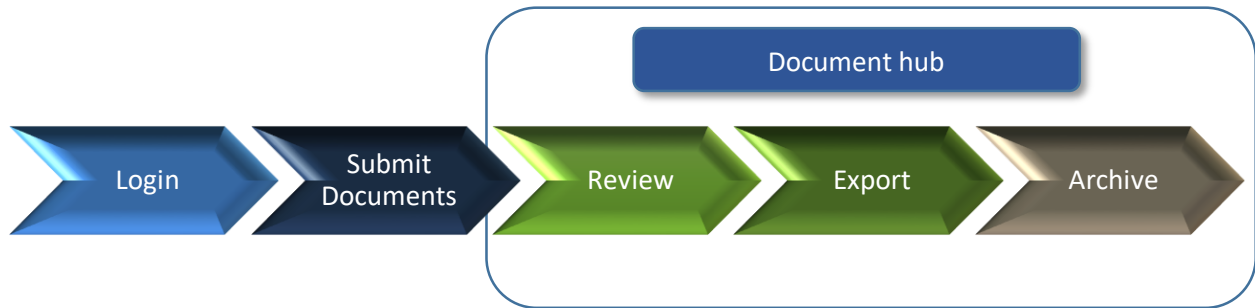 Document hub
Login
Submit
Documents
Review
Export
Archive